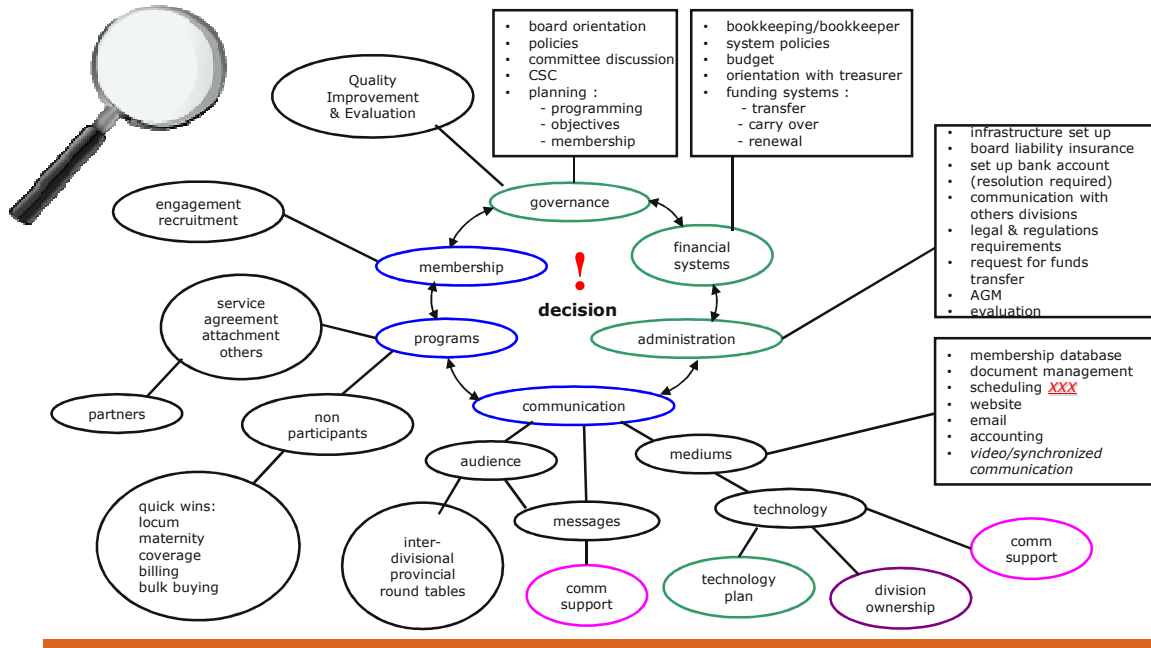 • board orientation
• policies
• committee discussion
• CSC
• planning :
- programming
- objectives
- membership
• bookkeeping/bookkeeper
• system policies
• budget
• orientation with treasurer
• funding systems :
- transfer
- carry over
- renewal
Quality
Improvement
& Evaluation
• infrastructure set up
• board liability insurance
• set up bank account
• (resolution required)
• communication with
others divisions
• legal & regulations
requirements
• request for funds
transfer
• AGM
• evaluation
engagement
recruitment
governance
financial
systems
membership
!
decision
service
agreement
attachment
others
programs
administration
• membership database
• document management
• scheduling XXX
• website
• email
• accounting
• video/synchronized
communication
partners
non
participants
communication
audience
mediums
quick wins:
locum
maternity
coverage
billing
bulk buying
inter-
divisional
provincial
round tables
messages
technology
comm
support
technology
plan
division
ownership
comm
support